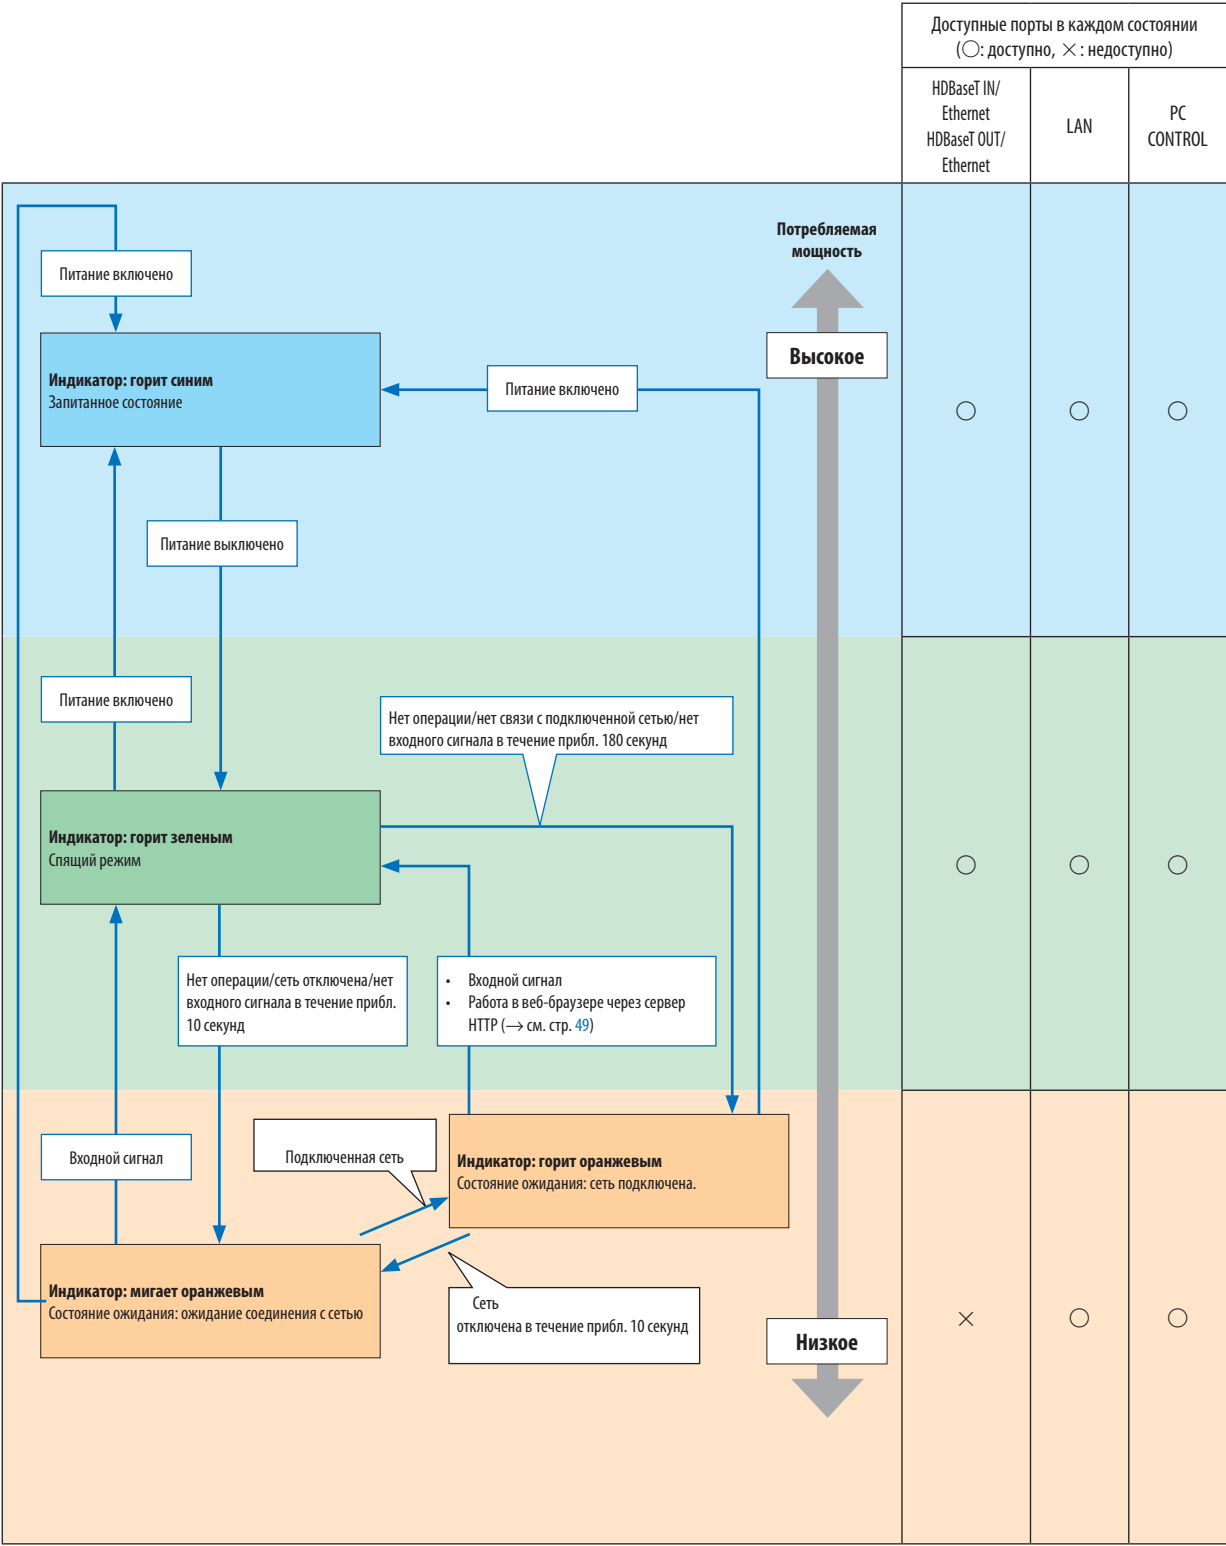 Доступные порты в каждом состоянии
(○: доступно, ×: недоступно)
HDBaseT IN/
Ethernet
HDBaseT OUT/
Ethernet
LAN
PC
CONTROL
Потребляемая
мощность
Питание включено
Высокое
Индикатор: горит синим
Запитанное состояние
Питание включено
○ ○ ○
Питание выключено
Питание включено
Нет операции/нет связи с подключенной сетью/нет
входного сигнала в течение прибл. 180 секунд
Индикатор: горит зеленым
Спящий режим
○ ○ ○
Нет операции/сеть отключена/нет
входного сигнала в течение прибл.
10 секунд
• Входной сигнал
• Работа в веб-браузере через сервер
HTTP (→ см. стр. 49)
Входной сигнал
Подключенная сеть
Индикатор: горит оранжевым
Состояние ожидания: сеть подключена.
Индикатор: мигает оранжевым
Состояние ожидания: ожидание соединения с сетью
Сеть
отключена в течение прибл. 10 секунд
Низкое
× ○ ○